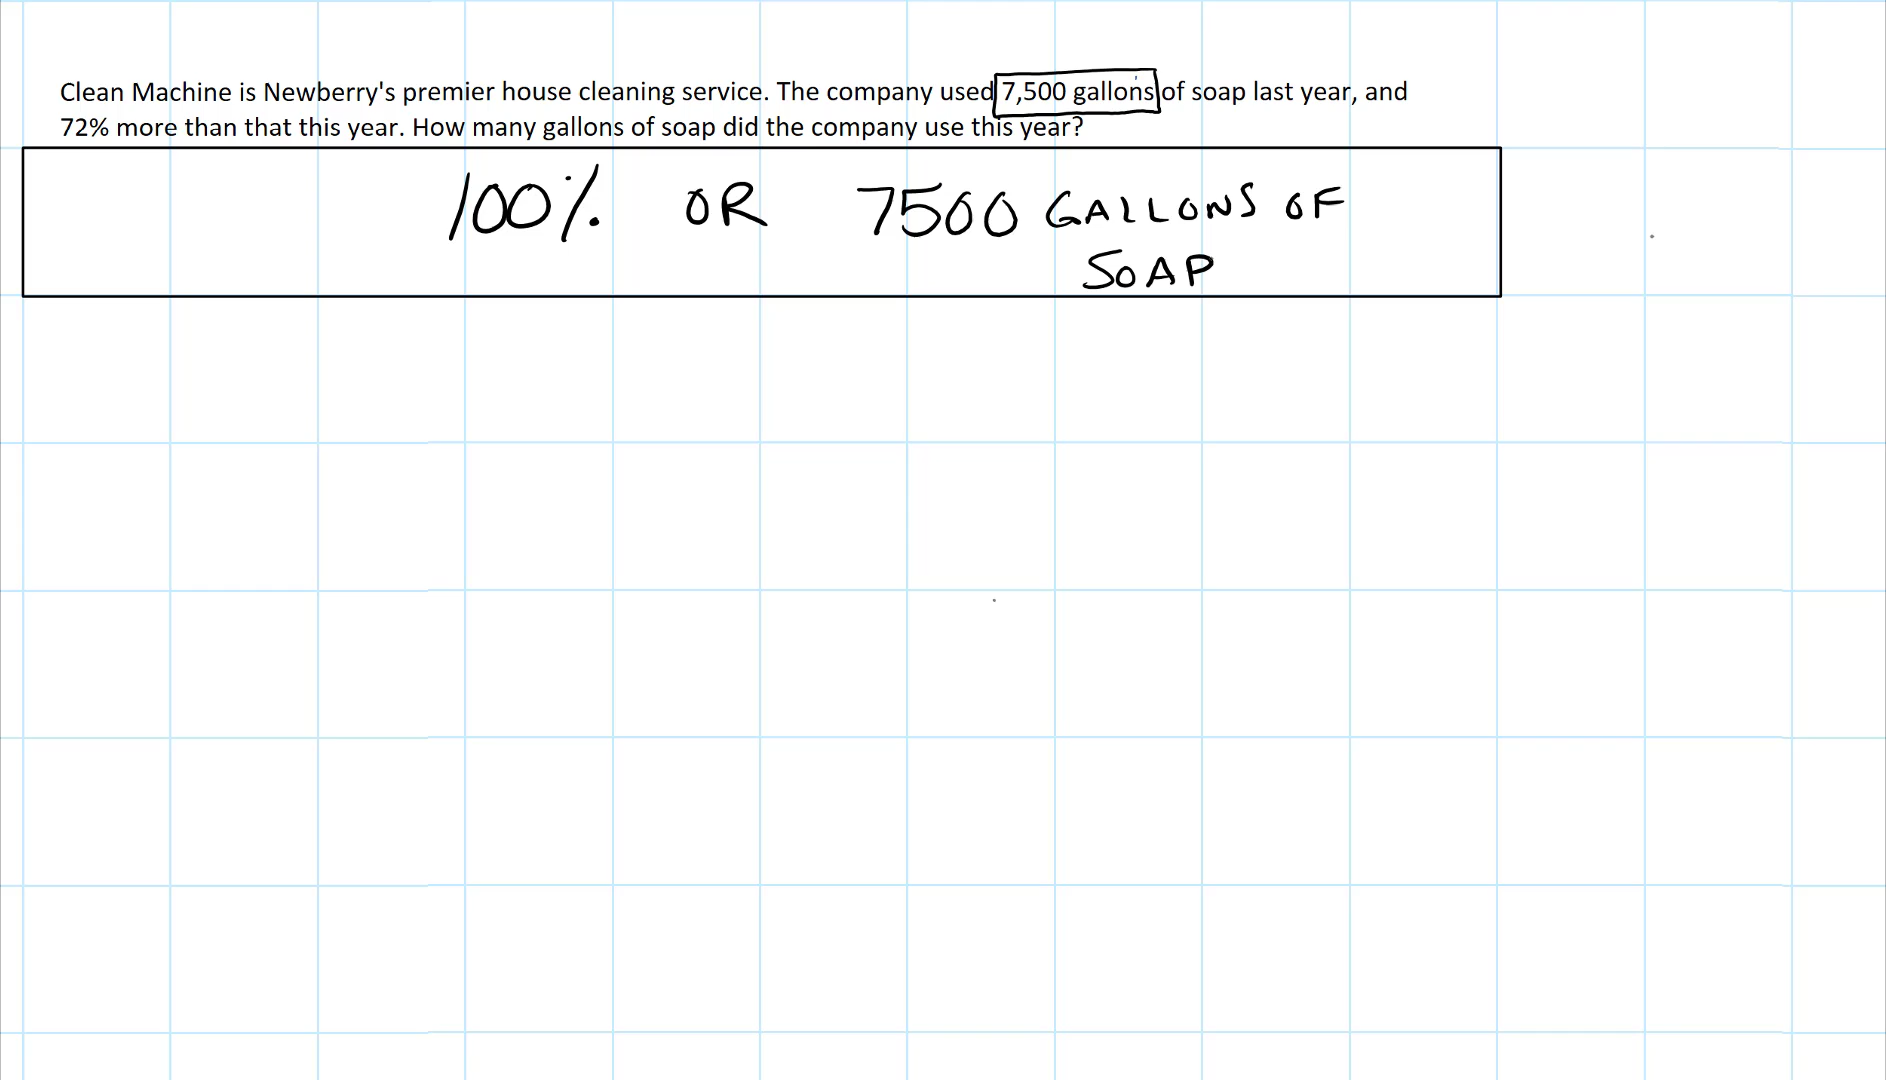 Clean Machine is Newberry's premier house cleaning service. The company used 7,500 gallons of soap last year, and
72% more than that this year. How many gallons of soap did the company use this year?
100% OR 7500 GALLONS OF
SOAP